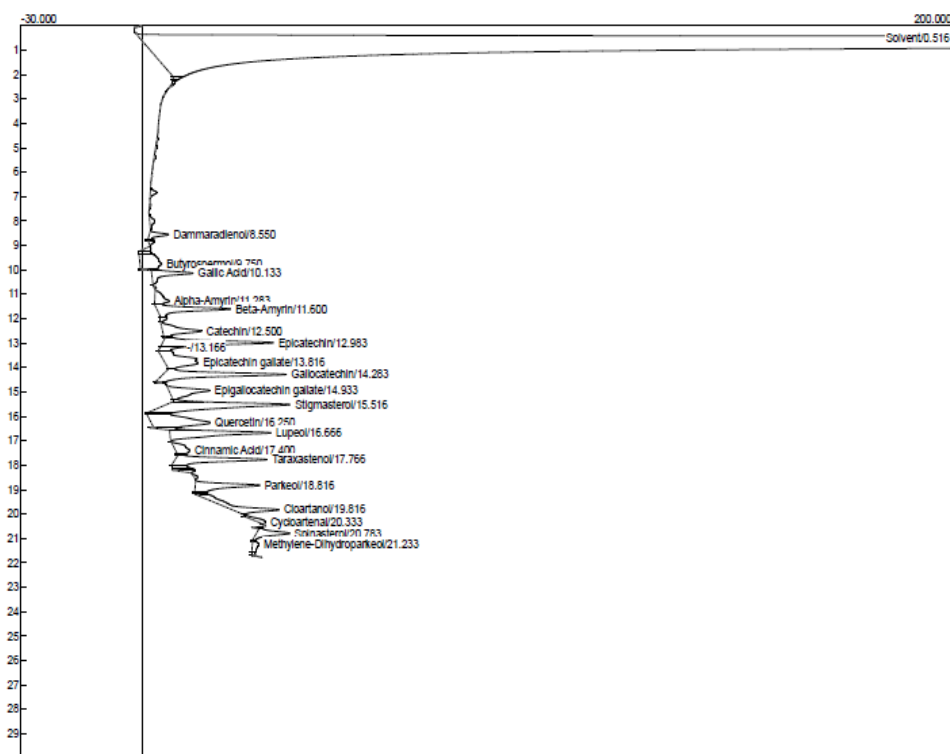 -30.000 200.000
Solvent/0.516
1
2
3
4
5
6
7
8
Dammaradienol/8.550
9
Butyrospermol/9.750
10
Gallic Acid/10.133
11
Alpha-Amyrin/11.283
Beta-Amyrin/11.600
12
Catechin/12.500
13
Epicatechin/12.983
-/13.166
Epicatechin gallate/13.816
14
Gallocatechin/14.283
15
Epigallocatechin gallate/14.933
Stigmasterol/15.516
16
Quercetin/16.250
Lupeol/16.666
17
Cinnamic Acid/17.400
Taraxastenol/17.766
18
Parkeol/18.816
19
Cloartanol/19.816
20
Cycloartenal/20.333
Spinasterol/20.783
21
Methylene-Dihydroparkeol/21.233
22
23
24
25
26
27
28
29